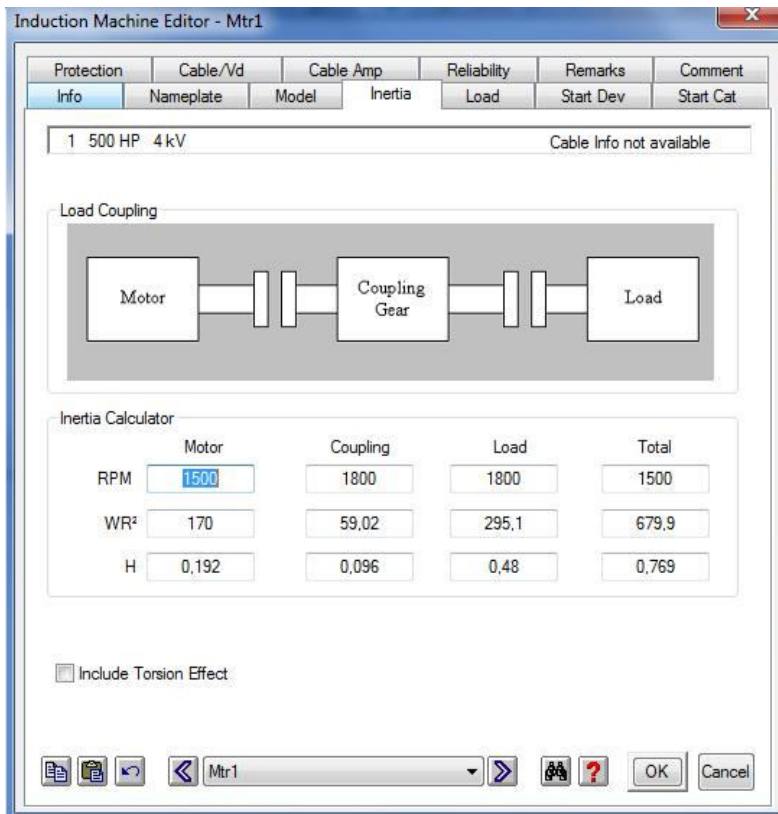 Induction Machine Editor - Mtr1
Protection Cable/Vd Cable Amp Reliability Remarks Comment
Info Nameplate Model Inertia Load Start Dev Start Cat
1 500 HP 4 kV Cable Info not available
Load Coupling
Motor
Coupling
Gear
Load
Inertia Calculator
Motor Coupling Load Total
RPM 1500 1800 1800 1500
WR² 170 59,02 295,1 679,9
H 0,192 0,096 0,48 0,769
Include Torsion Effect
Mtr1 ? OK Cancel